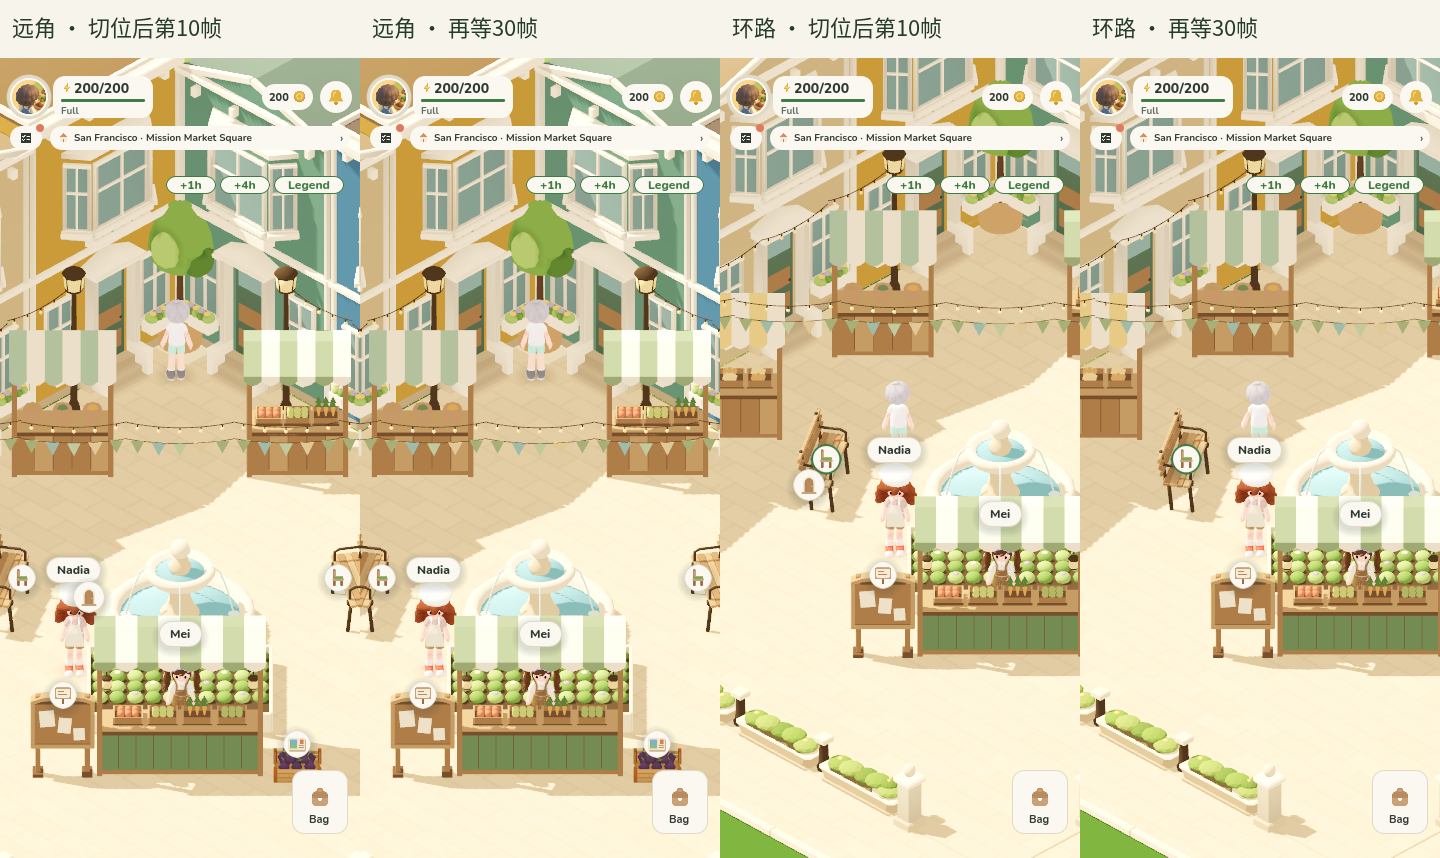 远角 · 切位后第10帧
远角 · 再等30帧
环路 · 切位后第10帧
环路 · 再等30帧
200/200
Full
200
San Francisco · Mission Market Square ›
+1h +4h Legend
Nadia
Mei
Bag
200/200
Full
200
San Francisco · Mission Market Square ›
+1h +4h Legend
Nadia
Mei
Bag
200/200
Full
200
San Francisco · Mission Market Square ›
+1h +4h Legend
Nadia
Mei
Bag
200/200
Full
200
San Francisco · Mission Market Square ›
+1h +4h Legend
Nadia
Mei
Bag